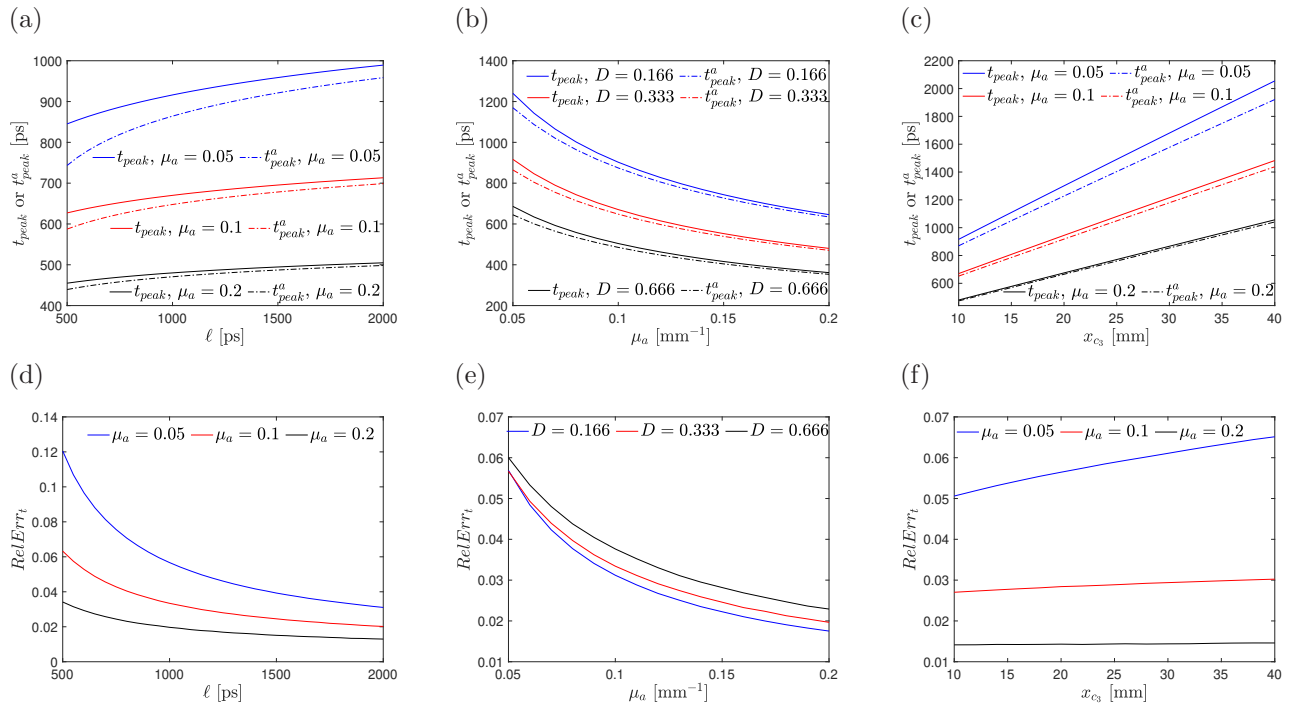 (a)
1000
900
800
700
600
500
400
500
1000
1500
2000
t_peak or t^a_peak [ps]
ℓ [ps]
t_peak, μ_a = 0.05 t^a_peak, μ_a = 0.05
t_peak, μ_a = 0.1 t^a_peak, μ_a = 0.1
t_peak, μ_a = 0.2 t^a_peak, μ_a = 0.2
(b)
1400
1200
1000
800
600
400
200
0.05
0.1
0.15
0.2
t_peak or t^a_peak [ps]
μ_a [mm⁻¹]
t_peak, D = 0.166 t^a_peak, D = 0.166
t_peak, D = 0.333 t^a_peak, D = 0.333
t_peak, D = 0.666 t^a_peak, D = 0.666
(c)
2200
2000
1800
1600
1400
1200
1000
800
600
10
15
20
25
30
35
40
t_peak or t^a_peak [ps]
x_c₃ [mm]
t_peak, μ_a = 0.05 t^a_peak, μ_a = 0.05
t_peak, μ_a = 0.1 t^a_peak, μ_a = 0.1
t_peak, μ_a = 0.2 t^a_peak, μ_a = 0.2
(d)
0.14
0.12
0.1
0.08
0.06
0.04
0.02
0
500
1000
1500
2000
RelErr_t
ℓ [ps]
μ_a = 0.05 μ_a = 0.1 μ_a = 0.2
(e)
0.07
0.06
0.05
0.04
0.03
0.02
0.01
0.05
0.1
0.15
0.2
RelErr_t
μ_a [mm⁻¹]
D = 0.166 D = 0.333 D = 0.666
(f)
0.07
0.06
0.05
0.04
0.03
0.02
0.01
10
15
20
25
30
35
40
RelErr_t
x_c₃ [mm]
μ_a = 0.05 μ_a = 0.1 μ_a = 0.2